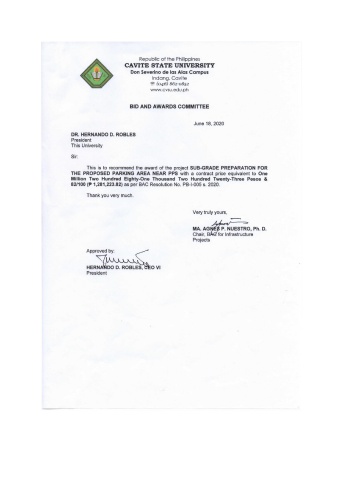 Republic of the Philippines
CAVITE STATE UNIVERSITY
Don Severino de las Alas Campus
Indang, Cavite
www.cvsu.edu.ph
BID AND AWARDS COMMITTEE
June 18, 2020
DR. HERNANDO D. ROBLES
President
This University
Sir:
This is to recommend the award of the project SUB-GRADE PREPARATION FOR
THE PROPOSED PARKING AREA NEAR PPS with a contract price equivalent to One
Million Two Hundred Eighty-One Thousand Two Hundred Twenty-Three Pesos &
82/100 (₱ 1,281,223.82) as per BAC Resolution No. PB-I-005 s. 2020.
Thank you very much.
Very truly yours,
MA. AGNES P. NUESTRO, Ph. D.
Chair, BAC for Infrastructure
Projects
Approved by:
HERNANDO D. ROBLES, CEO VI
President